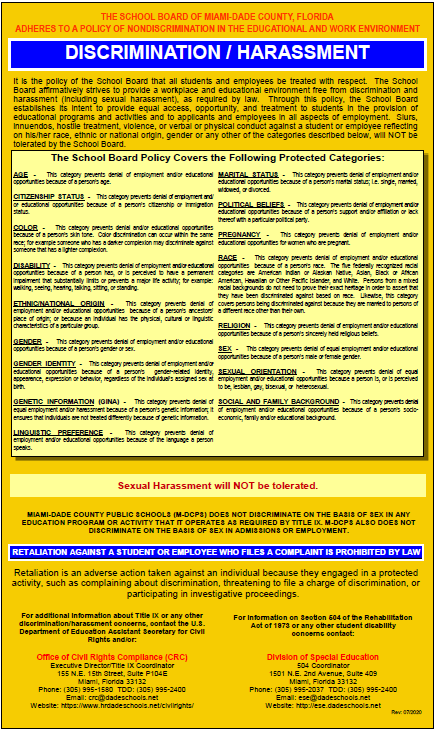 THE SCHOOL BOARD OF MIAMI-DADE COUNTY, FLORIDA
ADHERES TO A POLICY OF NONDISCRIMINATION IN THE EDUCATIONAL AND WORK ENVIRONMENT
DISCRIMINATION / HARASSMENT
It is the policy of the School Board that all students and employees be treated with respect. The School
Board affirmatively strives to provide a workplace and educational environment free from discrimination and
harassment (including sexual harassment), as required by law. Through this policy, the School Board
establishes its intent to provide equal access, opportunity, and treatment to students in the provision of
educational programs and activities and to applicants and employees in all aspects of employment. Slurs,
innuendos, hostile treatment, violence, or verbal or physical conduct against a student or employee reflecting
on his/her race, ethnic or national origin, gender or any other of the categories described below, will NOT be
tolerated by the School Board.
The School Board Policy Covers the Following Protected Categories:
AGE - This category prevents denial of employment and/or educational
opportunities because of a person's age.
CITIZENSHIP STATUS - This category prevents denial of employment and/
or educational opportunities because of a person's citizenship or immigration
status.
COLOR - This category prevents denial and/or educational opportunities
because of a person's skin tone. Color discrimination can occur within the same
race; for example someone who has a darker complexion may discriminate against
someone that has a lighter complexion.
DISABILITY - This category prevents denial of employment and/or educational
opportunities because of a person has, or is perceived to have a permanent
impairment that substantially limits or prevents a major life activity; for example:
walking, seeing, hearing, talking, sitting, or standing.
ETHNIC/NATIONAL ORIGIN - This category prevents denial of
employment and/or educational opportunities because of a person's ancestors'
place of origin; or because an individual has the physical, cultural or linguistic
characteristics of a particular group.
GENDER - This category prevents denial of employment and/or educational
opportunities because of a person's gender or sex.
GENDER IDENTITY - This category prevents denial of employment and/or
educational opportunities because of a person's gender-related identity,
appearance, expression or behavior, regardless of the individual's assigned sex at
birth.
GENETIC INFORMATION (GINA) - This category prevents denial of
equal employment and/or harassment because of a person's genetic information; it
ensures that individuals are not treated differently because of genetic information.
LINGUISTIC PREFERENCE - This category prevents denial of
employment and/or educational opportunities because of the language a person
speaks.
MARITAL STATUS - This category prevents denial of employment and/or
educational opportunities because of a person's marital status; i.e. single, married,
widowed, or divorced.
POLITICAL BELIEFS - This category prevents denial of employment and/or
educational opportunities because of a person's support and/or affiliation or lack
thereof with a particular political party.
PREGNANCY - This category prevents denial of employment and/or
educational opportunities for women who are pregnant.
RACE - This category prevents denial of employment and/or educational
opportunities because of a person's race. The five federally recognized racial
categories are American Indian or Alaskan Native, Asian, Black or African
American, Hawaiian or Other Pacific Islander, and White. Persons from a mixed
racial backgrounds do not need to prove their exact heritage in order to assert that
they have been discriminated against based on race. Likewise, this category
covers persons being discriminated against because they are married to persons of
a different race other than their own.
RELIGION - This category prevents denial of employment and/or educational
opportunities because of a person's sincerely held religious beliefs.
SEX - This category prevents denial of equal employment and/or educational
opportunities because of a person's male or female gender.
SEXUAL ORIENTATION - This category prevents denial of equal
employment and/or educational opportunities because a person is, or is perceived
to be, lesbian, gay, bisexual, or heterosexual.
SOCIAL AND FAMILY BACKGROUND - This category prevents denial
of employment and/or educational opportunities because of a person's socio-
economic, family and/or educational background.
Sexual Harassment will NOT be tolerated.
MIAMI-DADE COUNTY PUBLIC SCHOOLS (M-DCPS) DOES NOT DISCRIMINATE ON THE BASIS OF SEX IN ANY
EDUCATION PROGRAM OR ACTIVITY THAT IT OPERATES AS REQUIRED BY TITLE IX. M-DCPS ALSO DOES NOT
DISCRIMINATE ON THE BASIS OF SEX IN ADMISSIONS OR EMPLOYMENT.
RETALIATION AGAINST A STUDENT OR EMPLOYEE WHO FILES A COMPLAINT IS PROHIBITED BY LAW
Retaliation is an adverse action taken against an individual because they engaged in a protected
activity, such as complaining about discrimination, threatening to file a charge of discrimination, or
participating in investigative proceedings.
For additional information about Title IX or any other
discrimination/harassment concerns, contact the U.S.
Department of Education Assistant Secretary for Civil
Rights and/or:
Office of Civil Rights Compliance (CRC)
Executive Director/Title IX Coordinator
155 N.E. 15th Street, Suite P104E
Miami, Florida 33132
Phone: (305) 995-1580 TDD: (305) 995-2400
Email: crc@dadeschools.net
Website: https://www.hrdadeschools.net/civilrights/
For information on Section 504 of the Rehabilitation
Act of 1973 or any other student disability
concerns contact:
Division of Special Education
504 Coordinator
1501 N.E. 2nd Avenue, Suite 409
Miami, Florida 33132
Phone: (305) 995-2037 TDD: (305) 995-2400
Email: ese@dadeschools.net
Website: http://ese.dadeschools.net
Rev: 07/2020